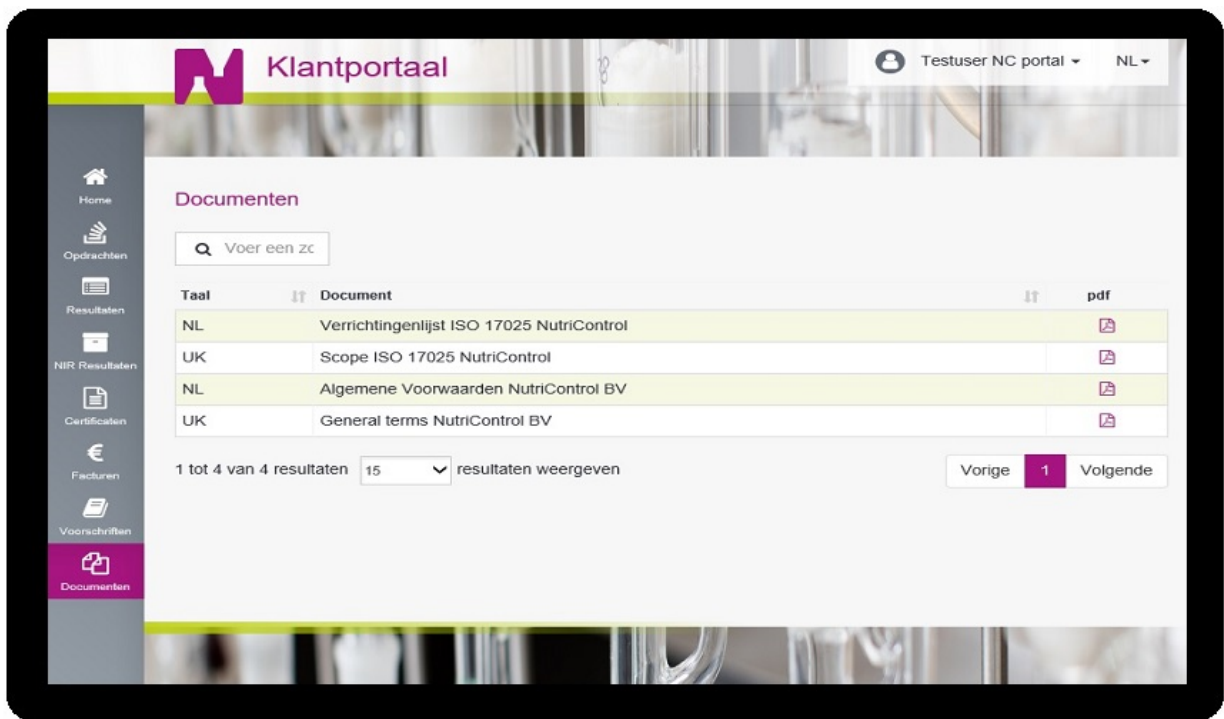 Klantportaal
Testuser NC portal
NL
Home
Opdrachten
Resultaten
NIR Resultaten
Certificaten
Facturen
Voorschriften
Documenten
Documenten
Voer een zc
Taal Document pdf
NL Verrichtingenlijst ISO 17025 NutriControl
UK Scope ISO 17025 NutriControl
NL Algemene Voorwaarden NutriControl BV
UK General terms NutriControl BV
1 tot 4 van 4 resultaten 15 resultaten weergeven
Vorige 1 Volgende